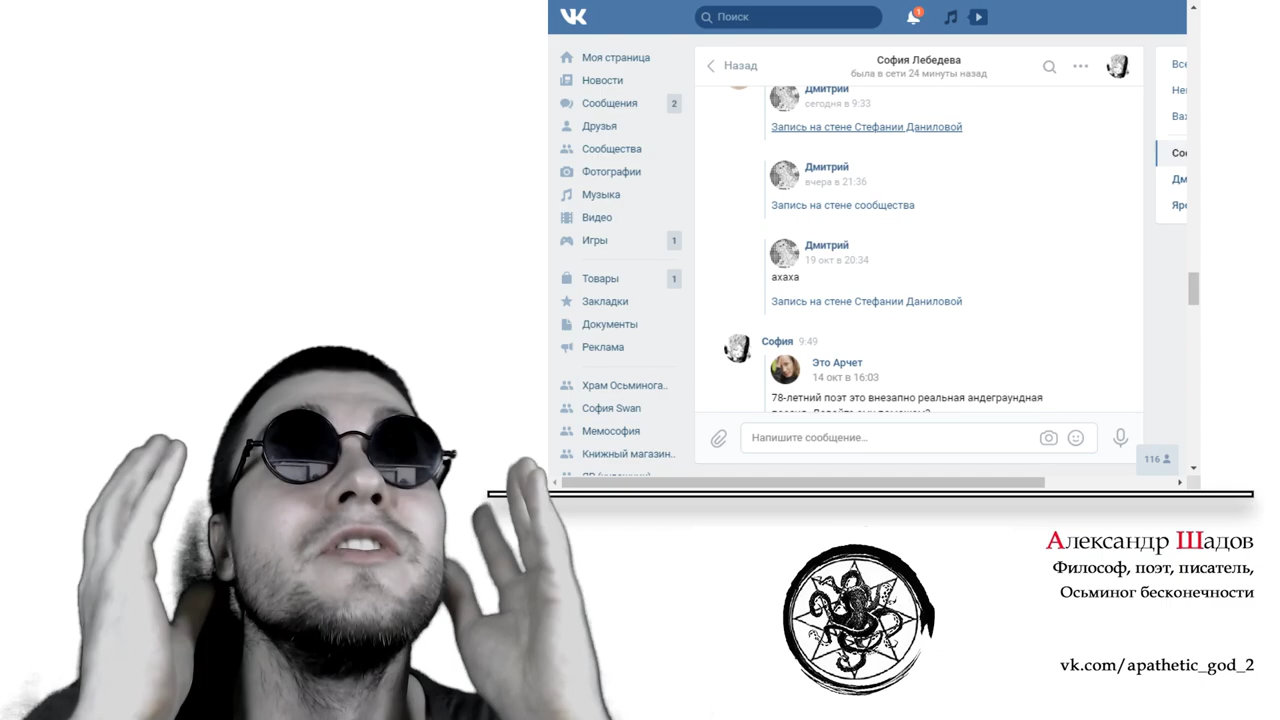 Поиск
1
Моя страница
Новости
Сообщения 2
Друзья
Сообщества
Фотографии
Музыка
Видео
Игры 1
Товары 1
Закладки
Документы
Реклама
Храм Осьминога..
София Swan
Мемософия
Книжный магазин..
Назад
София Лебедева
была в сети 24 минуты назад
Дмитрий
сегодня в 9:33
Запись на стене Стефании Даниловой
Дмитрий
вчера в 21:36
Запись на стене сообщества
Дмитрий
19 окт в 20:34
ахаха
Запись на стене Стефании Даниловой
София 9:49
Это Арчет
14 окт в 16:03
78-летний поэт это внезапно реальная андеграундная
Напишите сообщение...
116
Александр Шадов
Философ, поэт, писатель,
Осьминог бесконечности
vk.com/apathetic_god_2